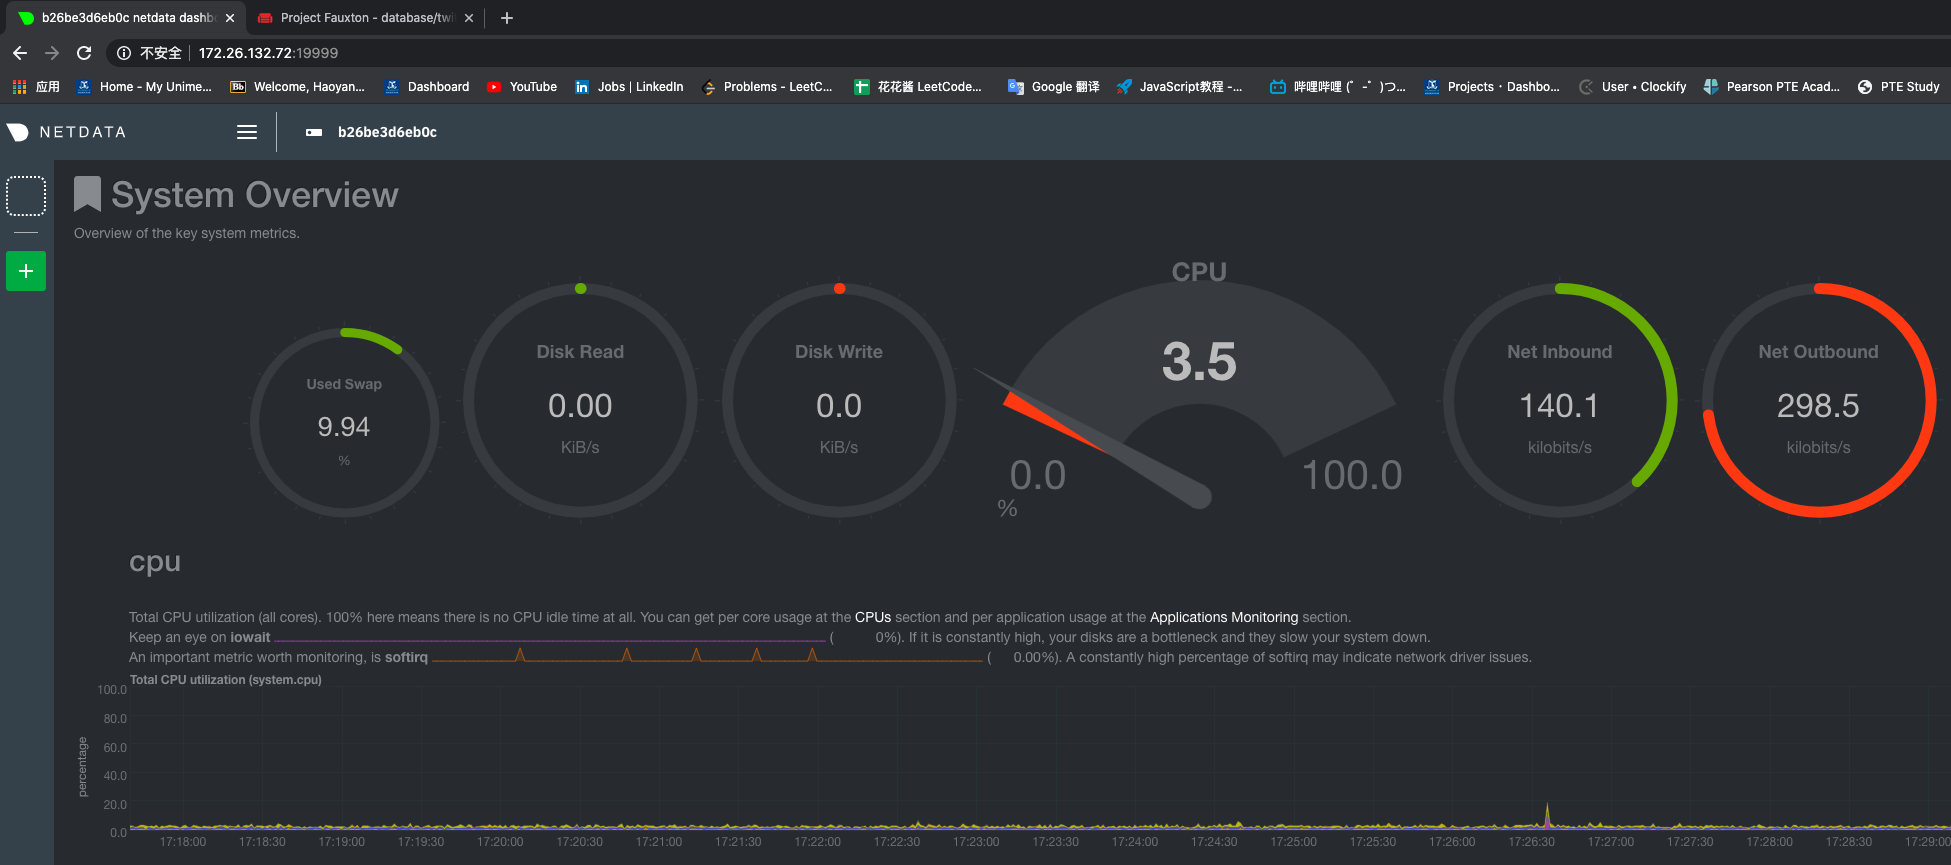 b26be3d6eb0c netdata dashb
Project Fauxton - database/twi
不安全 172.26.132.72:19999
应用 Home - My Unime... Bb Welcome, Haoyan... Dashboard YouTube Jobs | LinkedIn Problems - LeetC... 花花酱 LeetCode... Google 翻译 JavaScript教程 -... 哔哩哔哩 (゜-゜)つ... Projects · Dashbo... User • Clockify Pearson PTE Acad... PTE Study
NETDATA b26be3d6eb0c
System Overview
Overview of the key system metrics.
Used Swap
9.94
%
Disk Read
0.00
KiB/s
Disk Write
0.0
KiB/s
CPU
3.5
0.0 100.0
%
Net Inbound
140.1
kilobits/s
Net Outbound
298.5
kilobits/s
cpu
Total CPU utilization (all cores). 100% here means there is no CPU idle time at all. You can get per core usage at the CPUs section and per application usage at the Applications Monitoring section.
Keep an eye on iowait ( 0%). If it is constantly high, your disks are a bottleneck and they slow your system down.
An important metric worth monitoring, is softirq ( 0.00%). A constantly high percentage of softirq may indicate network driver issues.
Total CPU utilization (system.cpu)
percentage
100.0
80.0
60.0
40.0
20.0
0.0
17:18:00 17:18:30 17:19:00 17:19:30 17:20:00 17:20:30 17:21:00 17:21:30 17:22:00 17:22:30 17:23:00 17:23:30 17:24:00 17:24:30 17:25:00 17:25:30 17:26:00 17:26:30 17:27:00 17:27:30 17:28:00 17:28:30 17:29:00